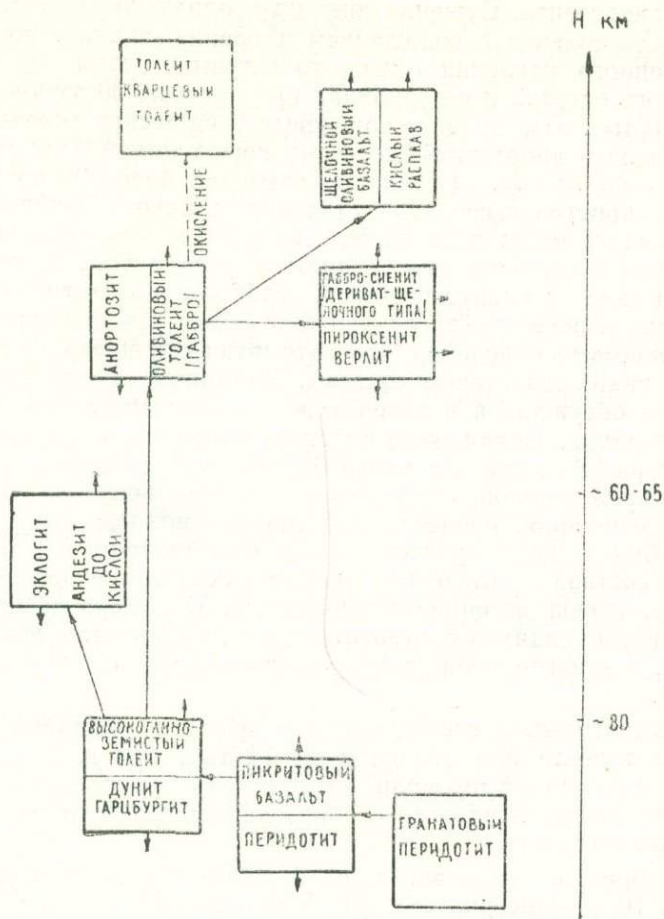 H км
ТОЛЕИТ
КВАРЦЕВЫЙ
ТОЛЕИТ
ЩЕЛОЧНОЙ
ОЛИВИНОВЫЙ
БАЗАЛЬТ
КИСЛЫЙ
РАСПЛАВ
ОКИСЛЕНИЕ
АНОРТОЗИТ
ОЛИВИНОВЫЙ
ТОЛЕИТ
/ГАББРО/
ГАББРО-СИЕНИТ
/ДЕРИВАТ-ЩЕ-
ЛОЧНОГО ТИПА/
ПИРОКСЕНИТ
ВЕРЛИТ
~60-65
ЭКЛОГИТ
АНДЕЗИТ
ДО
КИСЛОЙ
~80
ВЫСОКОГЛИНО-
ЗЕМИСТЫЙ
ТОЛЕИТ
ДУНИТ
ГАРЦБУРГИТ
ПИКРИТОВЫЙ
БАЗАЛЬТ
ПЕРИДОТИТ
ГРАНАТОВЫЙ
ПЕРИДОТИТ